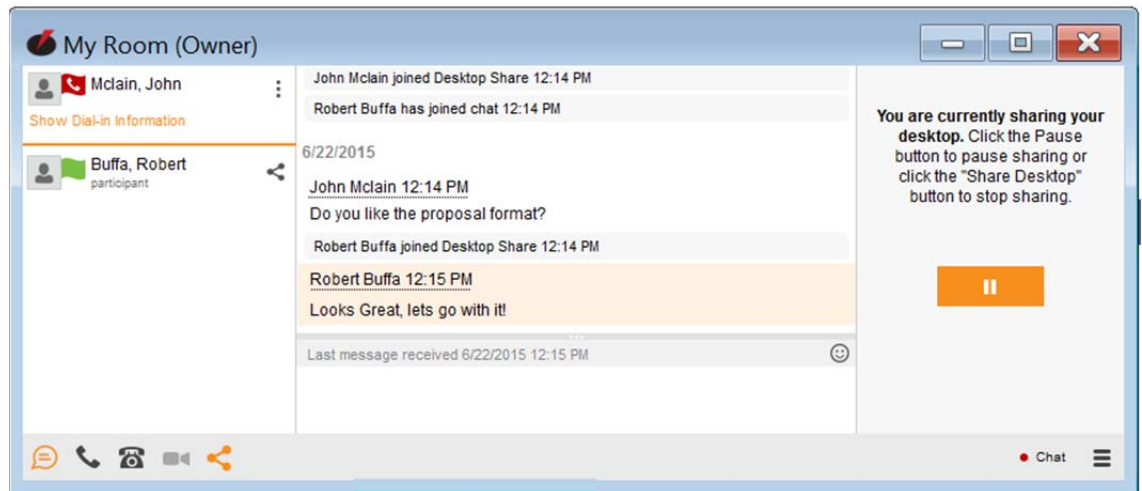 My Room (Owner)
Mclain, John
Show Dial-in Information
Buffa, Robert
participant
John Mclain joined Desktop Share 12:14 PM
Robert Buffa has joined chat 12:14 PM
6/22/2015
John Mclain 12:14 PM
Do you like the proposal format?
Robert Buffa joined Desktop Share 12:14 PM
Robert Buffa 12:15 PM
Looks Great, lets go with it!
Last message received 6/22/2015 12:15 PM
You are currently sharing your
desktop. Click the Pause
button to pause sharing or
click the "Share Desktop"
button to stop sharing.
Chat